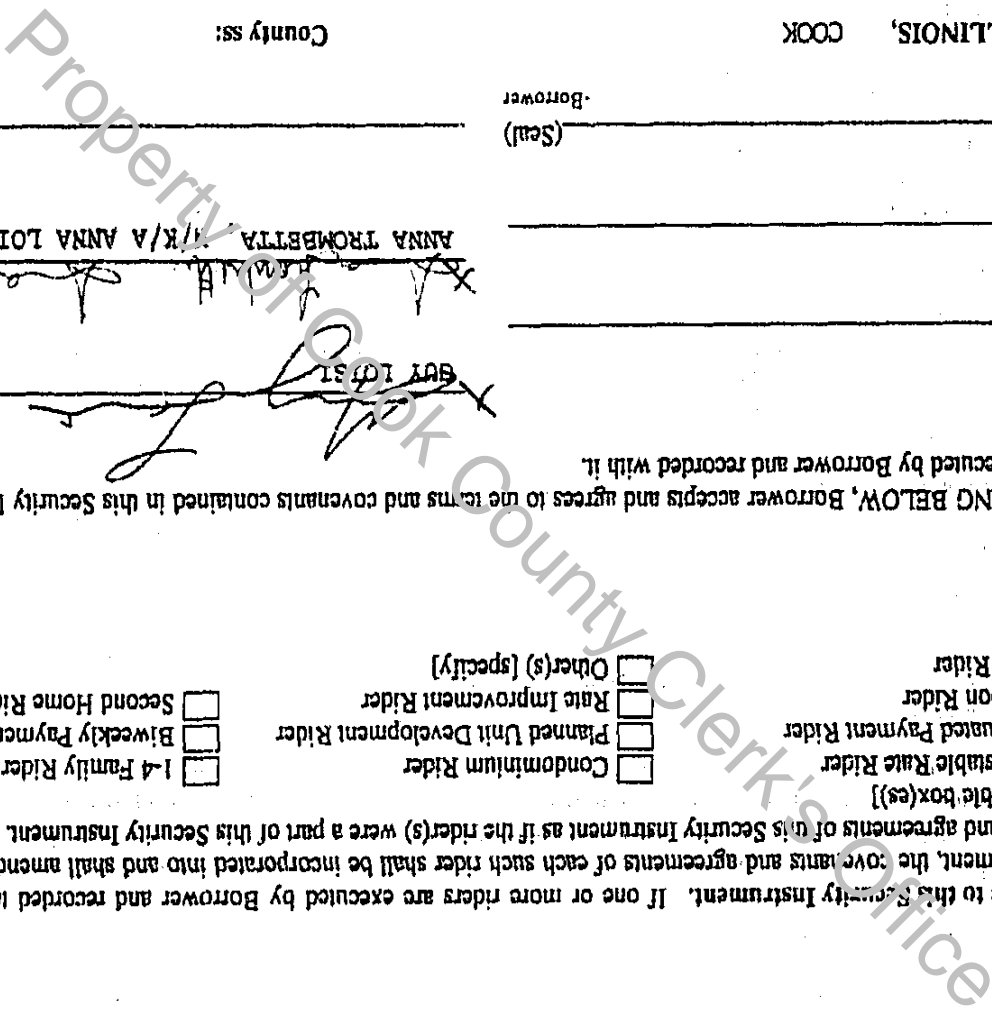 to this Security Instrument. If one or more riders are executed by Borrower and recorded
ment, the covenants and agreements of each such rider shall be incorporated into and shall amend
and agreements of this Security Instrument as if the rider(s) were a part of this Security Instrument.
ble box(es)]
stable Rate Rider
Condominium Rider
1-4 Family Rider
uated Payment Rider
Planned Unit Development Rider
Biweekly Paymen
on Rider
Rate Improvement Rider
Second Home Ri
Rider
Other(s) [specify]
NG BELOW, Borrower accepts and agrees to the terms and covenants contained in this Security
ecuted by Borrower and recorded with it.
X
GUY LOISI
X
ANNA TROMBETTA, N/K/A ANNA LOI
(Seal)
-Borrower
LLINOIS, COOK County ss:
Property of Cook County Clerk's Office